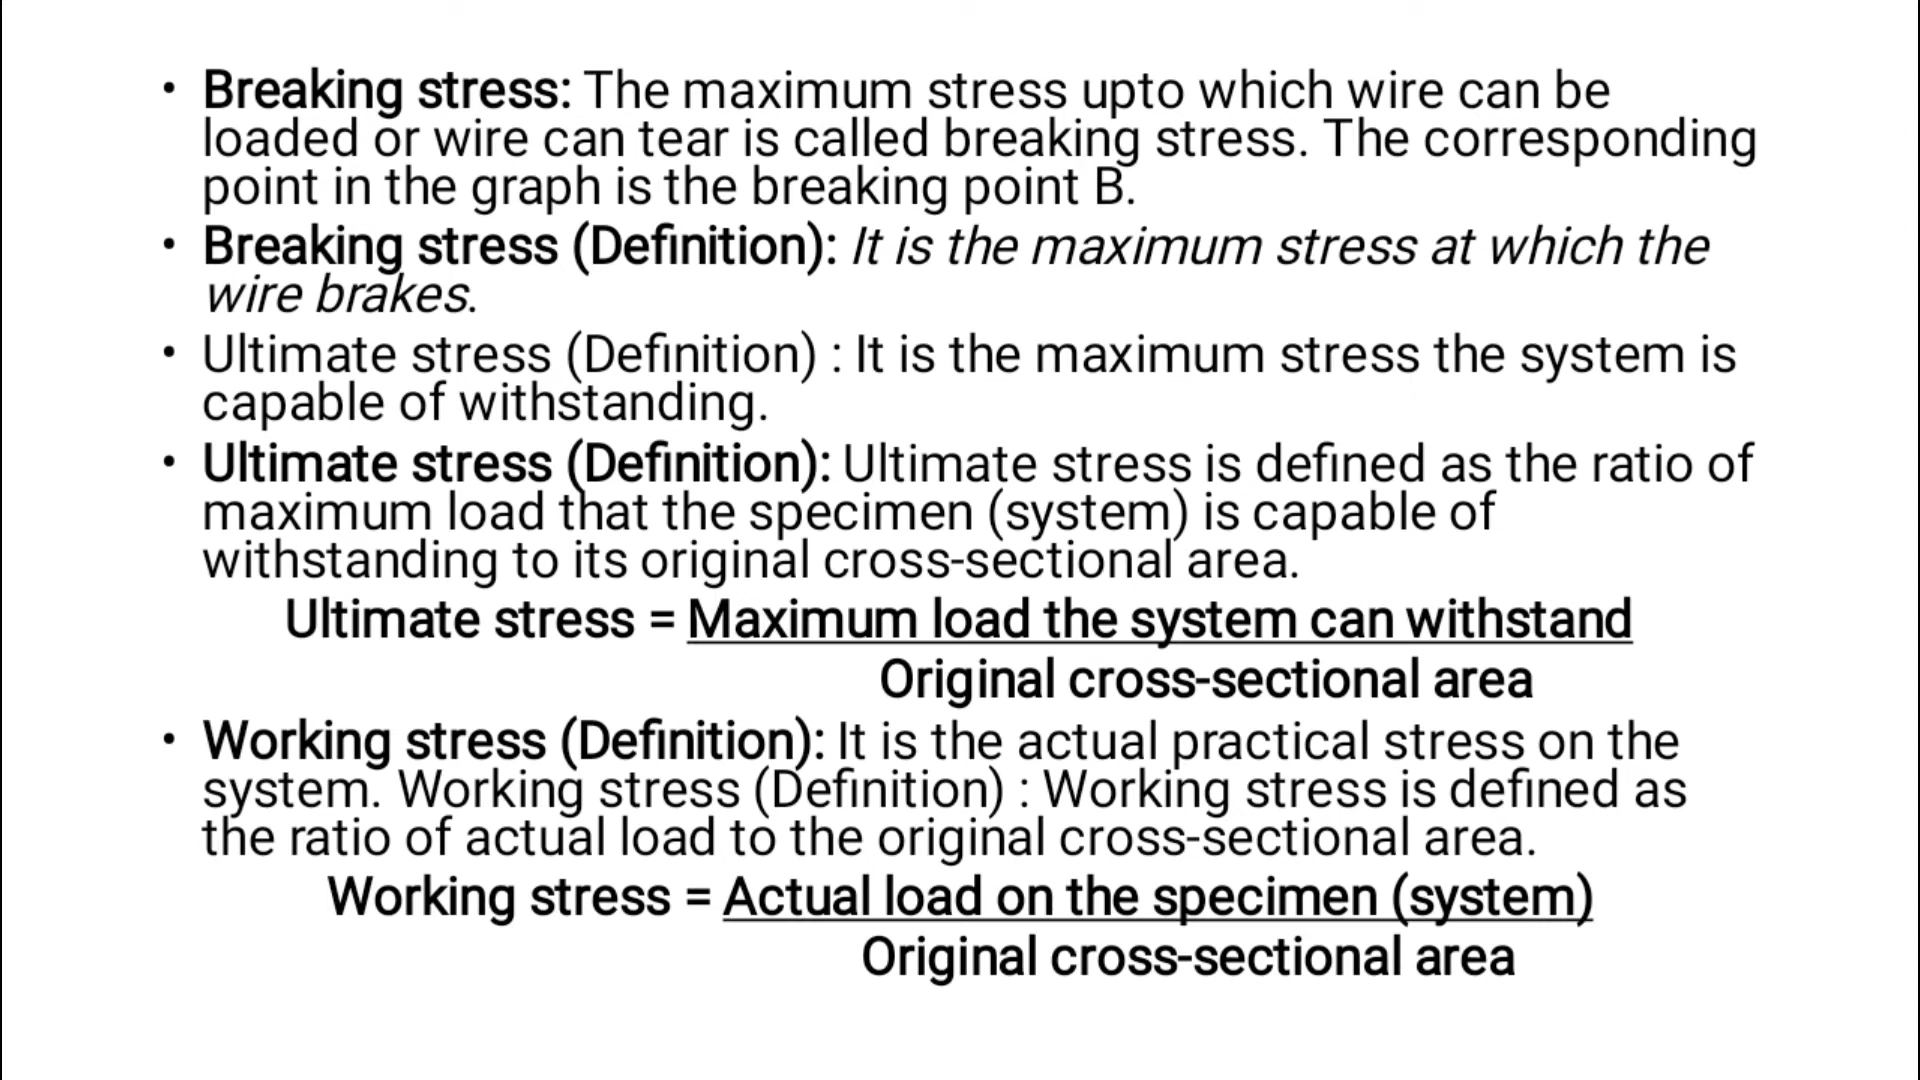 • Breaking stress: The maximum stress upto which wire can be
loaded or wire can tear is called breaking stress. The corresponding
point in the graph is the breaking point B.
• Breaking stress (Definition): It is the maximum stress at which the
wire brakes.
• Ultimate stress (Definition) : It is the maximum stress the system is
capable of withstanding.
• Ultimate stress (Definition): Ultimate stress is defined as the ratio of
maximum load that the specimen (system) is capable of
withstanding to its original cross-sectional area.
Ultimate stress = Maximum load the system can withstand
Original cross-sectional area
• Working stress (Definition): It is the actual practical stress on the
system. Working stress (Definition) : Working stress is defined as
the ratio of actual load to the original cross-sectional area.
Working stress = Actual load on the specimen (system)
Original cross-sectional area